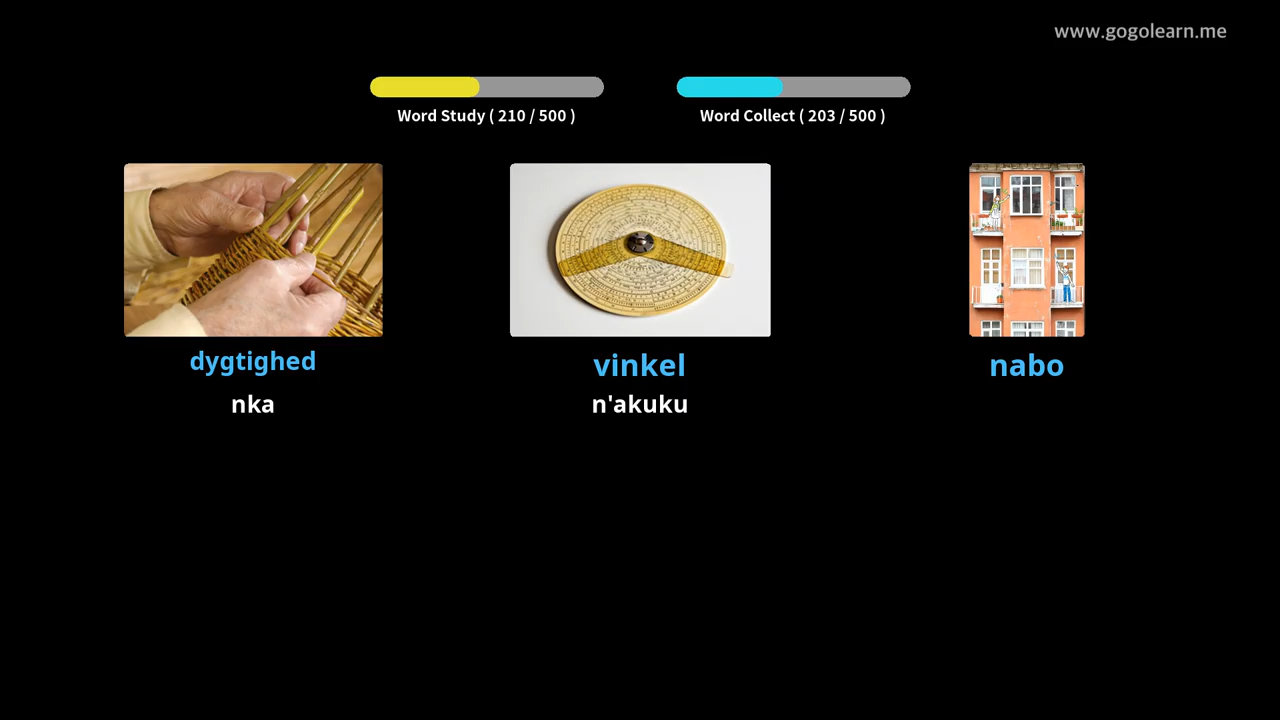 www.gogolearn.me
Word Study ( 210 / 500 )
Word Collect ( 203 / 500 )
dygtighed
vinkel
nabo
nka
n'akuku